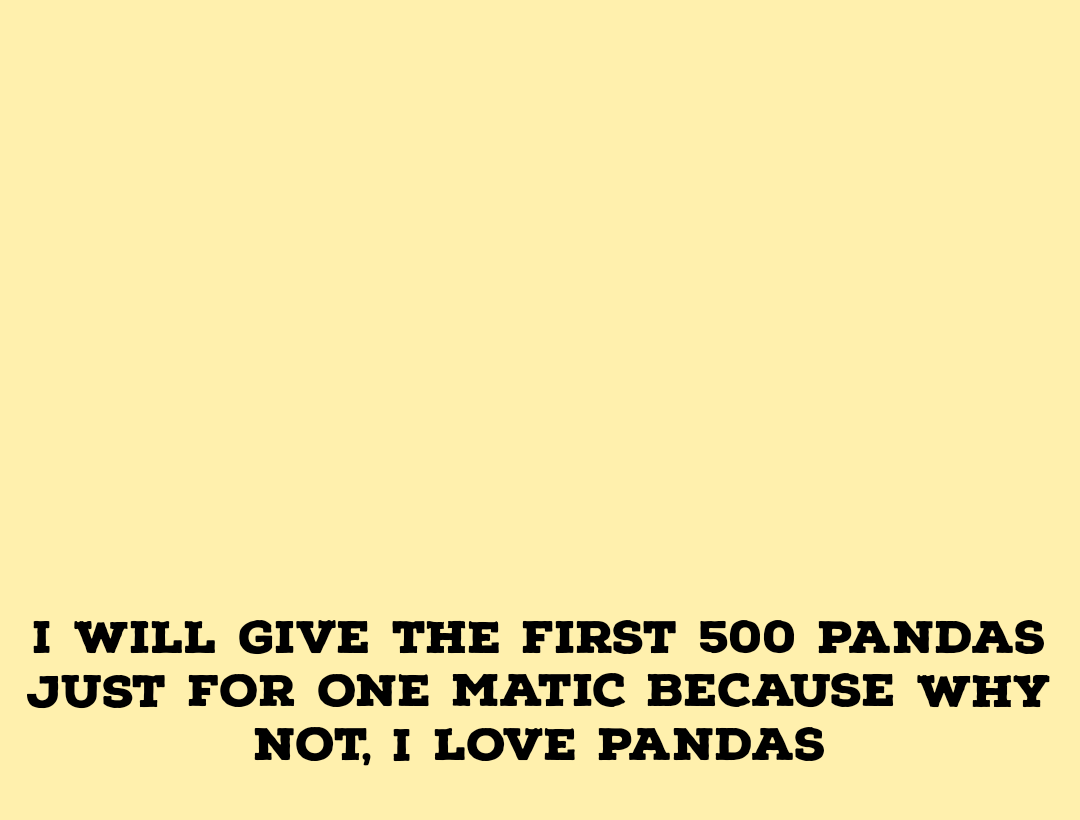 I WILL GIVE THE FIRST 500 PANDAS
JUST FOR ONE MATIC BECAUSE WHY
NOT, I LOVE PANDAS